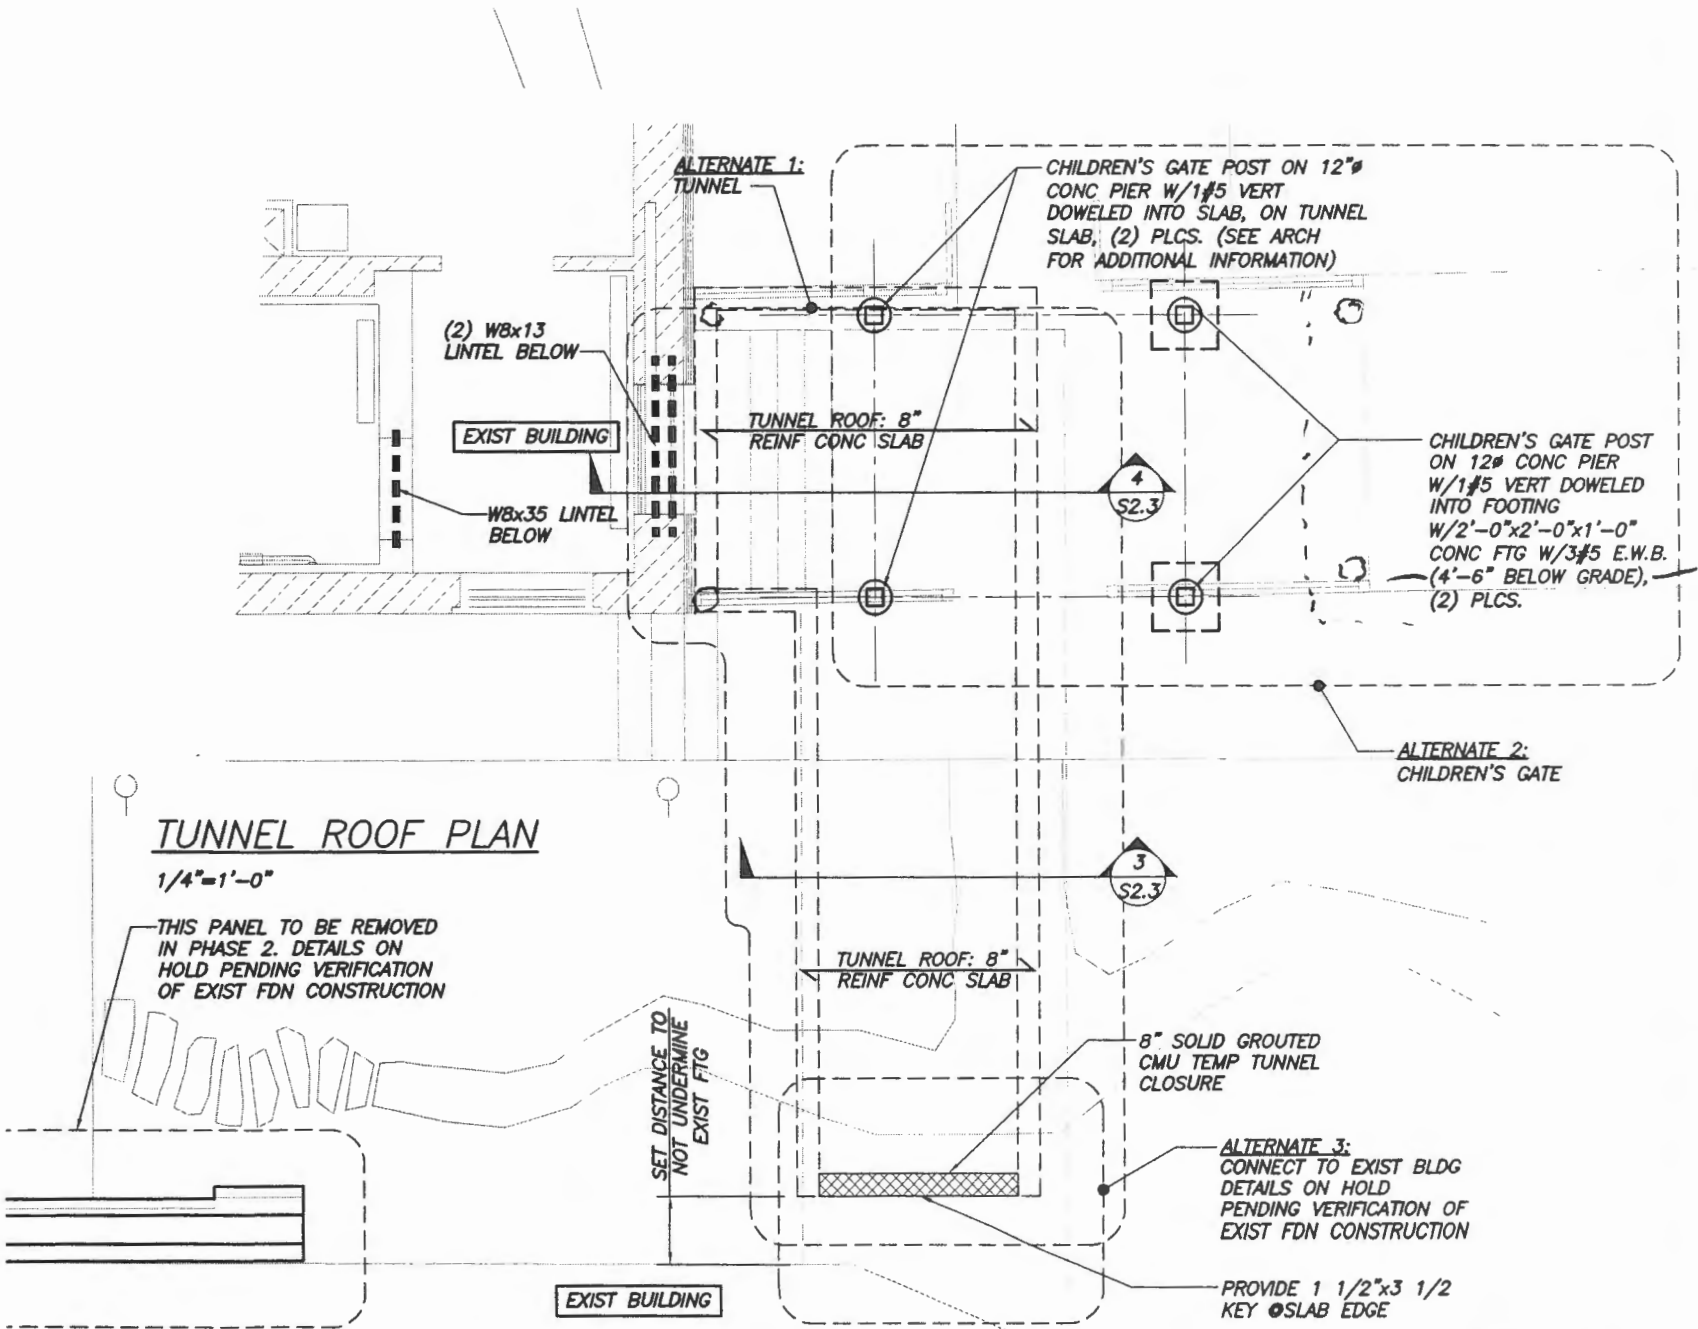 ALTERNATE 1:
TUNNEL
CHILDREN'S GATE POST ON 12"ø
CONC PIER W/1#5 VERT
DOWELED INTO SLAB, ON TUNNEL
SLAB, (2) PLCS. (SEE ARCH
FOR ADDITIONAL INFORMATION)
(2) W8x13
LINTEL BELOW
EXIST BUILDING
TUNNEL ROOF: 8"
REINF CONC SLAB
W8x35 LINTEL
BELOW
4
S2.3
CHILDREN'S GATE POST
ON 12ø CONC PIER
W/1#5 VERT DOWELED
INTO FOOTING
W/2'-0"x2'-0"x1'-0"
CONC FTG W/3#5 E.W.B.
(4'-6" BELOW GRADE),
(2) PLCS.
ALTERNATE 2:
CHILDREN'S GATE
TUNNEL ROOF PLAN
1/4"=1'-0"
3
S2.3
THIS PANEL TO BE REMOVED
IN PHASE 2. DETAILS ON
HOLD PENDING VERIFICATION
OF EXIST FDN CONSTRUCTION
TUNNEL ROOF: 8"
REINF CONC SLAB
SET DISTANCE TO
NOT UNDERMINE
EXIST FTG
8" SOLID GROUTED
CMU TEMP TUNNEL
CLOSURE
ALTERNATE 3:
CONNECT TO EXIST BLDG
DETAILS ON HOLD
PENDING VERIFICATION OF
EXIST FDN CONSTRUCTION
EXIST BUILDING
PROVIDE 1 1/2"x3 1/2
KEY @SLAB EDGE